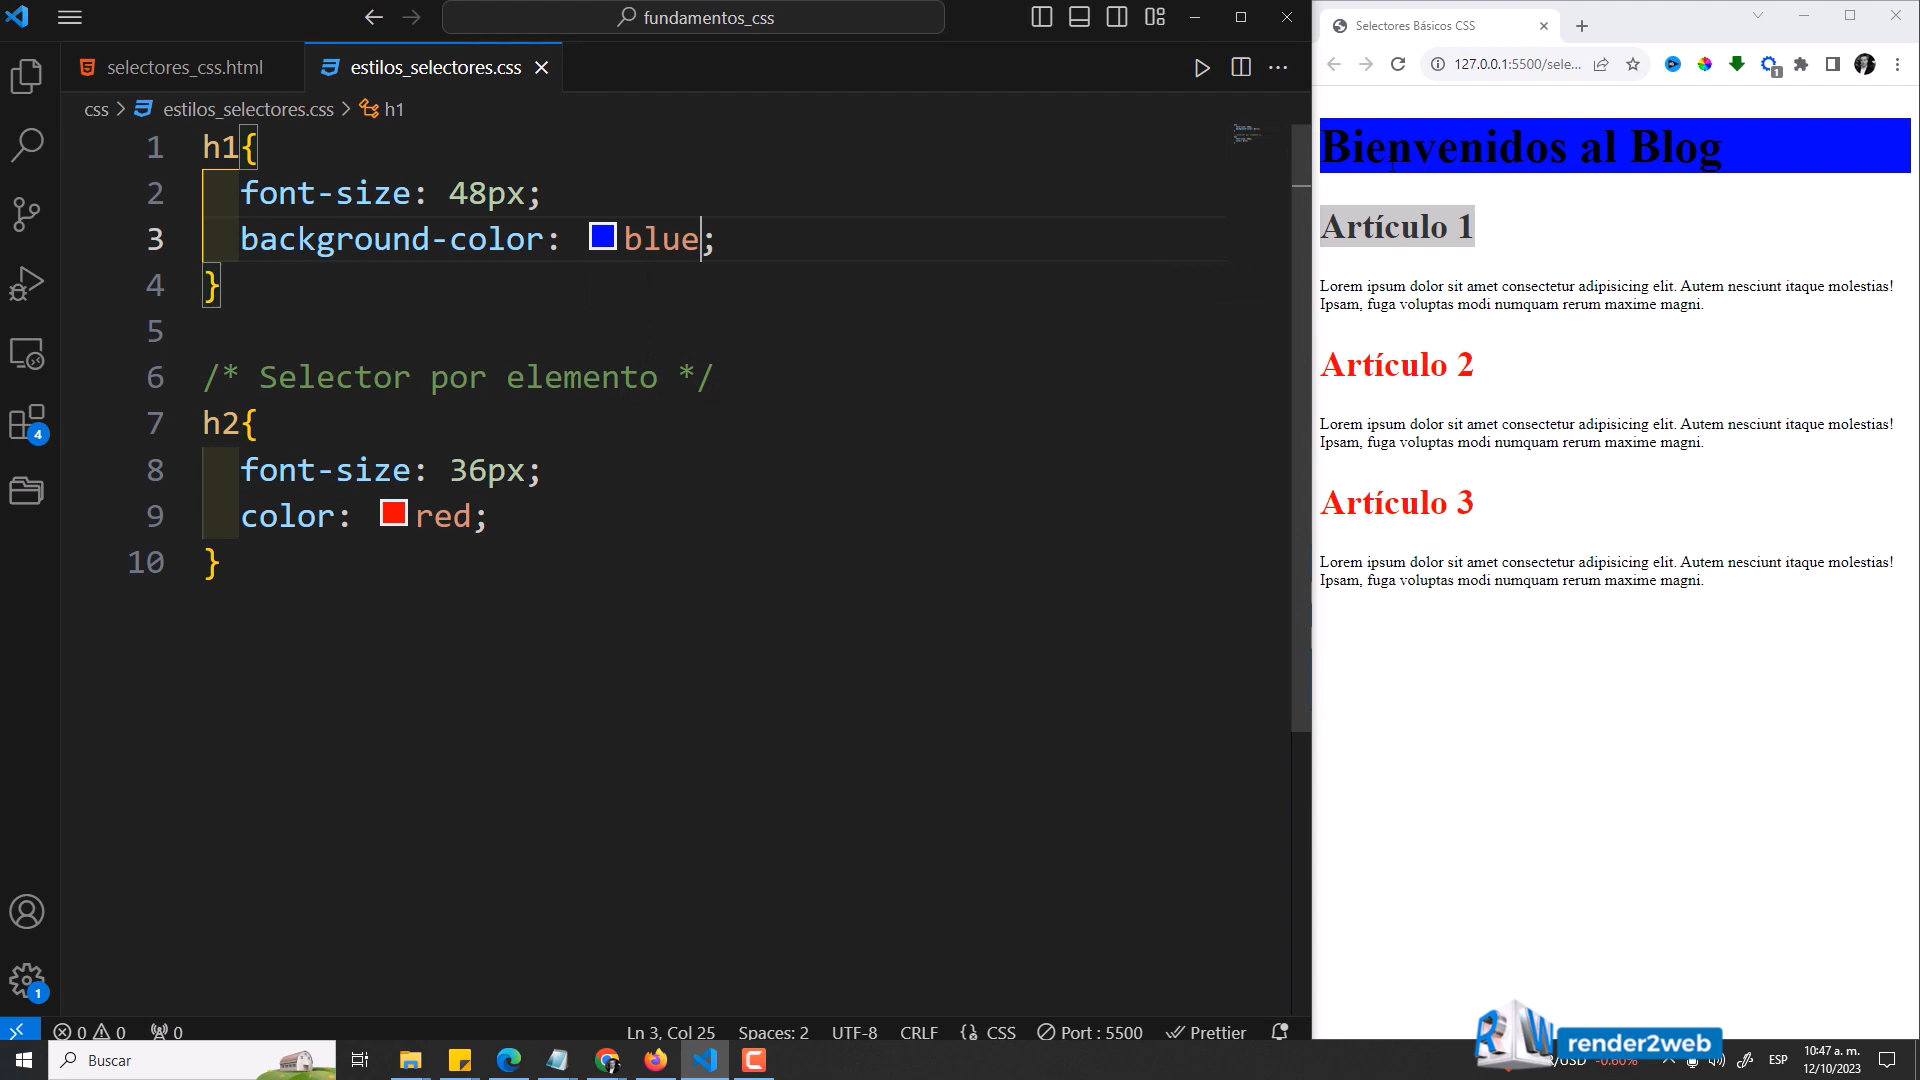 fundamentos_css
selectores_css.html
estilos_selectores.css
css > estilos_selectores.css > h1
1 h1{
2 font-size: 48px;
3 background-color: blue;
4 }
5
6 /* Selector por elemento */
7 h2{
8 font-size: 36px;
9 color: red;
10 }
4
1
0 0 0
Ln 3, Col 25 Spaces: 2 UTF-8 CRLF {} CSS Port : 5500 Prettier
Selectores Básicos CSS
127.0.0.1:5500/sele...
1
Bienvenidos al Blog
Artículo 1
Lorem ipsum dolor sit amet consectetur adipisicing elit. Autem nesciunt itaque molestias!
Ipsam, fuga voluptas modi numquam rerum maxime magni.
Artículo 2
Lorem ipsum dolor sit amet consectetur adipisicing elit. Autem nesciunt itaque molestias!
Ipsam, fuga voluptas modi numquam rerum maxime magni.
Artículo 3
Lorem ipsum dolor sit amet consectetur adipisicing elit. Autem nesciunt itaque molestias!
Ipsam, fuga voluptas modi numquam rerum maxime magni.
RW render2web
Buscar
/USD -0.60%
ESP
10:47 a. m.
12/10/2023